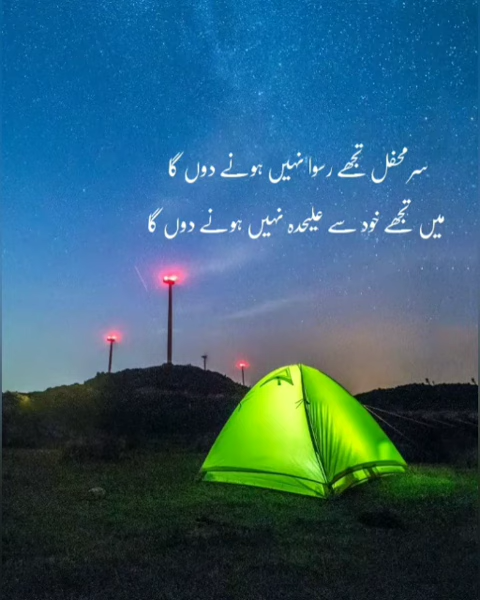 سر محفل تجھے رسوا نہیں ہونے دوں گا
میں تجھے خود سے علیحدہ نہیں ہونے دوں گا